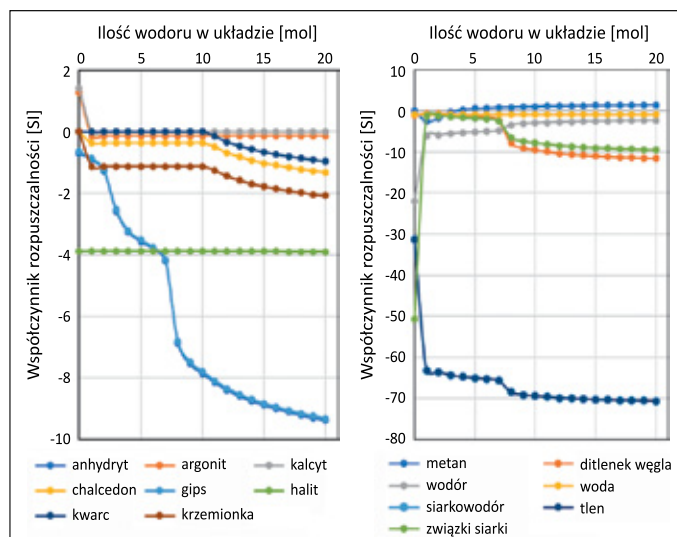 Ilość wodoru w układzie [mol]
0 5 10 15 20
Współczynnik rozpuszczalności [SI]
2
0
-2
-4
-6
-8
-10
anhydryt argonit kalcyt
chalcedon gips halit
kwarc krzemionka
Ilość wodoru w układzie [mol]
0 5 10 15 20
Współczynnik rozpuszczalności [SI]
10
0
-10
-20
-30
-40
-50
-60
-70
-80
metan ditlenek węgla
wodór woda
siarkowodór tlen
związki siarki